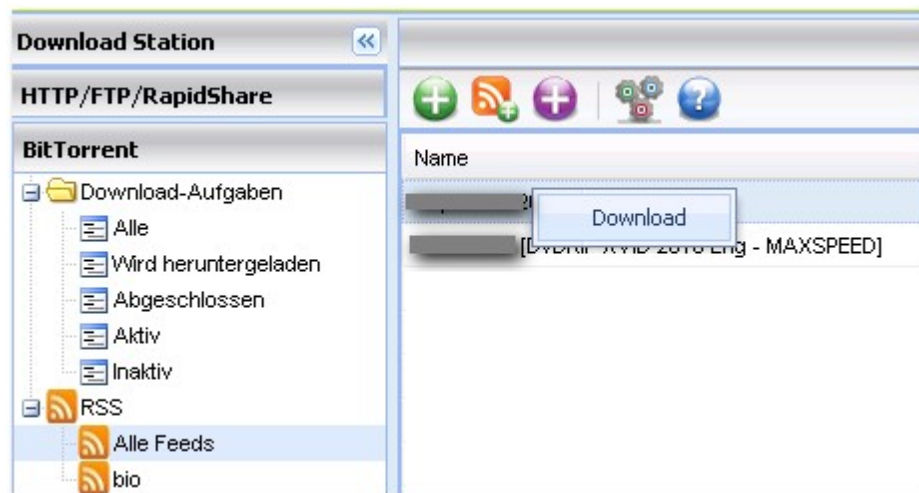 Download Station
HTTP/FTP/RapidShare
BitTorrent
Download-Aufgaben
Alle
Wird heruntergeladen
Abgeschlossen
Aktiv
Inaktiv
RSS
Alle Feeds
bio
Name
Download
[DVDRIP XVID 2010 Eng - MAXSPEED]